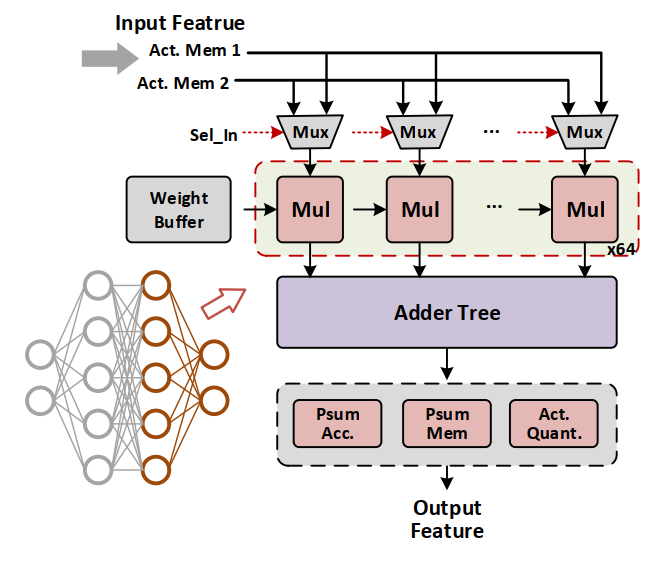 Input Featrue
Act. Mem 1
Act. Mem 2
Sel_In
Mux
Mux
...
Mux
Weight
Buffer
Mul
Mul
...
Mul
x64
Adder Tree
Psum
Acc.
Psum
Mem
Act.
Quant.
Output
Feature